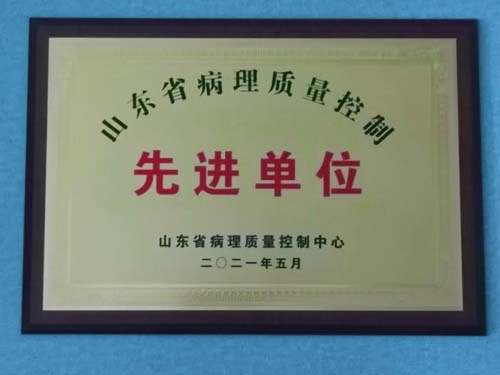 山东省病理质量控制
先进单位
山东省病理质量控制中心
二〇二一年五月